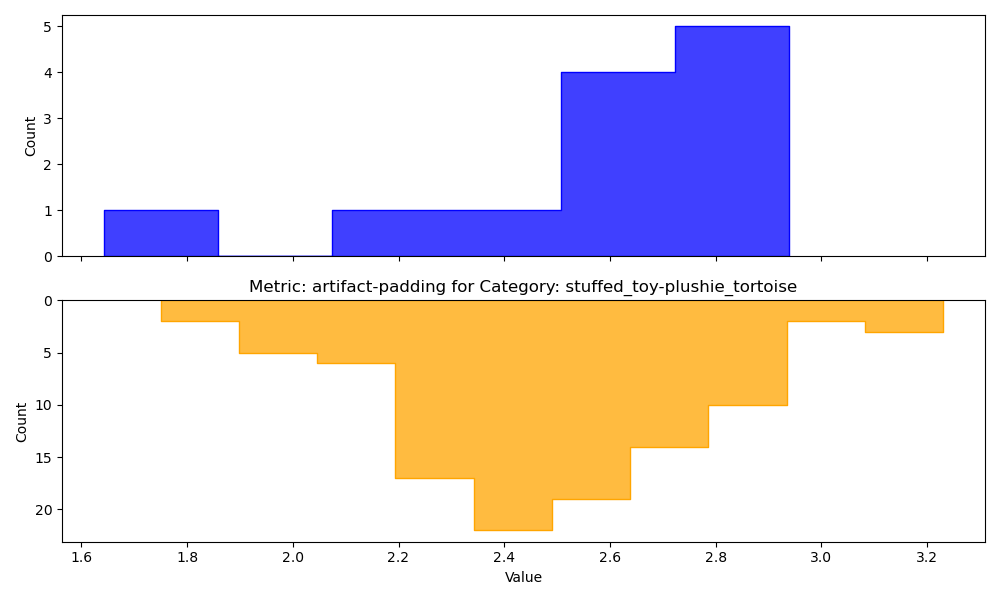 5
4
3
2
1
0
Count
Metric: artifact-padding for Category: stuffed_toy-plushie_tortoise
0
5
10
15
20
Count
1.6 1.8 2.0 2.2 2.4 2.6 2.8 3.0 3.2
Value